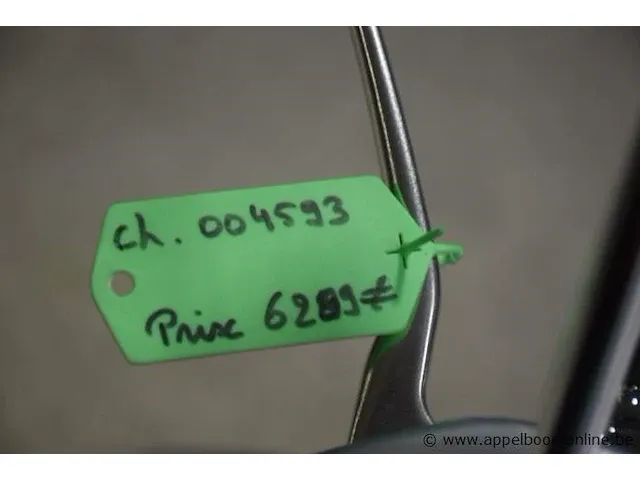 ch. 004593
Prix 6289€
© www.appelboomonline.be